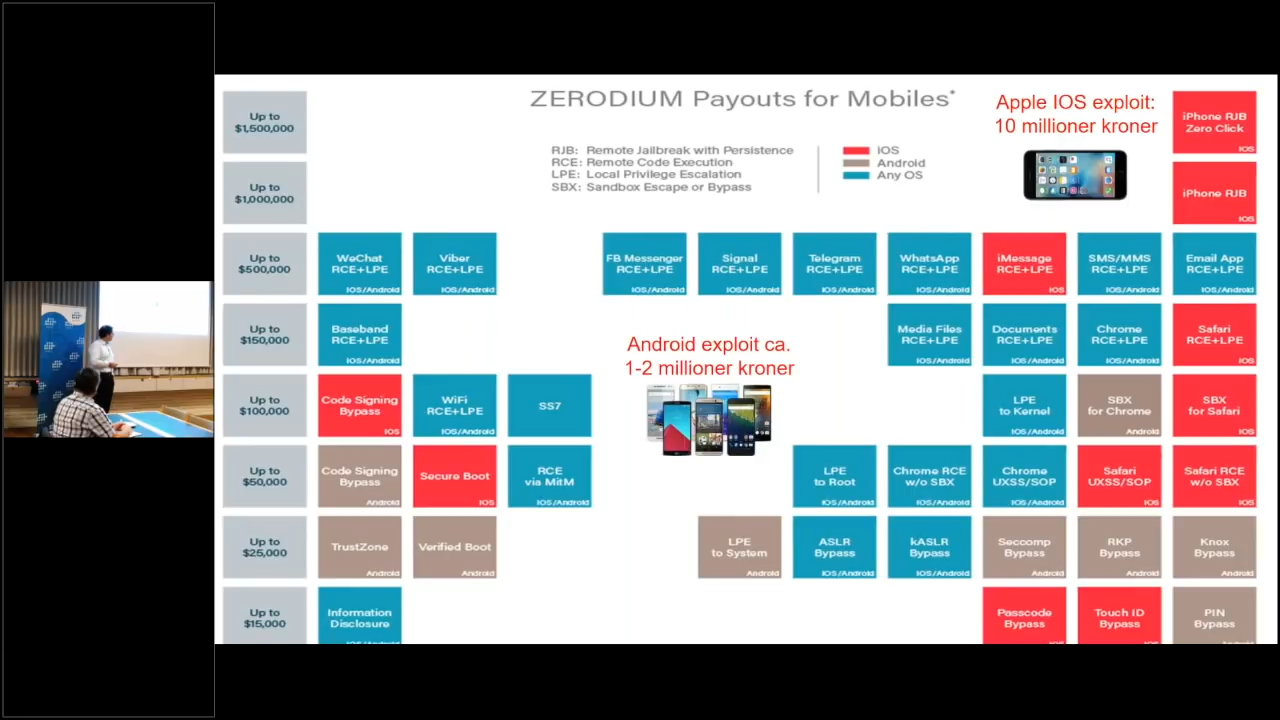 ZERODIUM Payouts for Mobiles*
Apple IOS exploit:
10 millioner kroner
RJB: Remote Jailbreak with Persistence
RCE: Remote Code Execution
LPE: Local Privilege Escalation
SBX: Sandbox Escape or Bypass
iOS
Android
Any OS
Up to
$1,500,000
iPhone RJB
Zero Click
iOS
Up to
$1,000,000
iPhone RJB
iOS
Up to
$500,000
WeChat
RCE+LPE
iOS/Android
Viber
RCE+LPE
iOS/Android
FB Messenger
RCE+LPE
iOS/Android
Signal
RCE+LPE
iOS/Android
Telegram
RCE+LPE
iOS/Android
WhatsApp
RCE+LPE
iOS/Android
iMessage
RCE+LPE
iOS
SMS/MMS
RCE+LPE
iOS/Android
Email App
RCE+LPE
iOS/Android
Up to
$150,000
Baseband
RCE+LPE
iOS/Android
Android exploit ca.
1-2 millioner kroner
Media Files
RCE+LPE
iOS/Android
Documents
RCE+LPE
iOS/Android
Chrome
RCE+LPE
iOS/Android
Safari
RCE+LPE
iOS
Up to
$100,000
Code Signing
Bypass
iOS
WiFi
RCE+LPE
iOS/Android
SS7
LPE
to Kernel
iOS/Android
SBX
for Chrome
Android
SBX
for Safari
iOS
Up to
$50,000
Code Signing
Bypass
Android
Secure Boot
iOS
RCE
via MitM
iOS/Android
LPE
to Root
iOS/Android
Chrome RCE
w/o SBX
iOS/Android
Chrome
UXSS/SOP
iOS/Android
Safari
UXSS/SOP
iOS
Safari RCE
w/o SBX
iOS
Up to
$25,000
TrustZone
Android
Verified Boot
Android
LPE
to System
Android
ASLR
Bypass
iOS/Android
kASLR
Bypass
iOS/Android
Seccomp
Bypass
Android
RKP
Bypass
Android
Knox
Bypass
Android
Up to
$15,000
Information
Disclosure
iOS/Android
Passcode
Bypass
iOS
Touch ID
Bypass
iOS
PIN
Bypass
Android